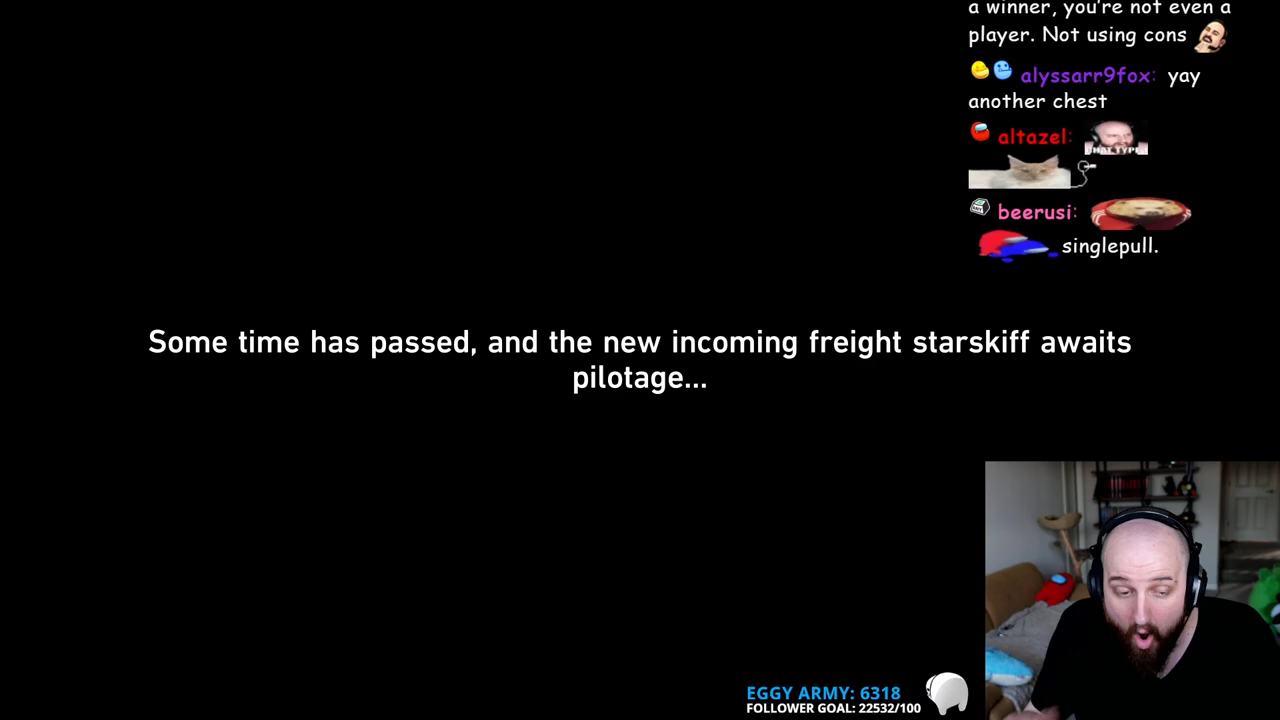 a winner, you're not even a
player. Not using cons
alyssarr9fox: yay
another chest
altazel:
beerusi:
singlepull.
Some time has passed, and the new incoming freight starskiff awaits
pilotage...
EGGY ARMY: 6318
FOLLOWER GOAL: 22532/100